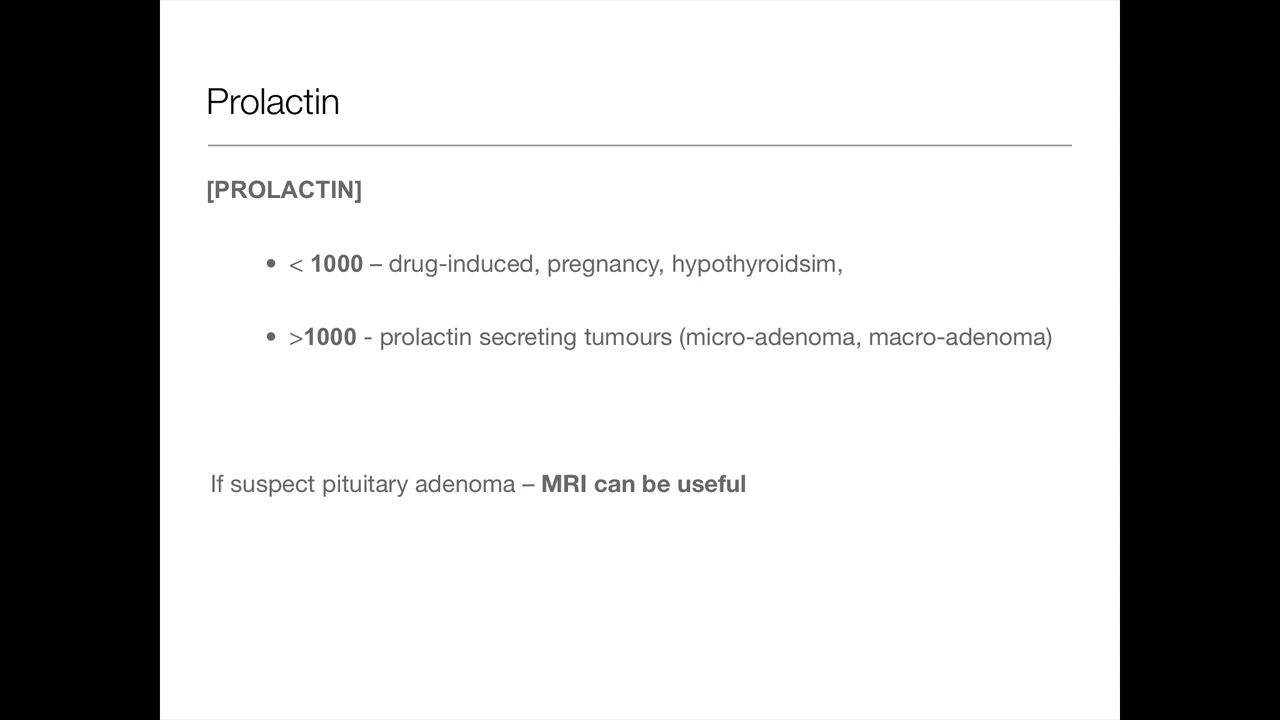 Prolactin
[PROLACTIN]
• < 1000 – drug-induced, pregnancy, hypothyroidsim,
• >1000 - prolactin secreting tumours (micro-adenoma, macro-adenoma)
If suspect pituitary adenoma – MRI can be useful